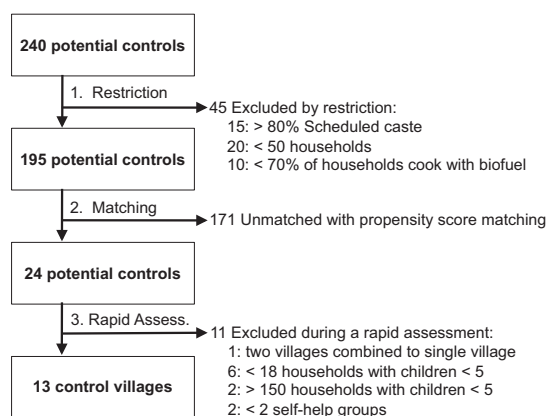 240 potential controls
1. Restriction
45 Excluded by restriction:
15: > 80% Scheduled caste
20: < 50 households
10: < 70% of households cook with biofuel
195 potential controls
2. Matching
171 Unmatched with propensity score matching
24 potential controls
3. Rapid Assess.
11 Excluded during a rapid assessment:
1: two villages combined to single village
6: < 18 households with children < 5
2: > 150 households with children < 5
2: < 2 self-help groups
13 control villages